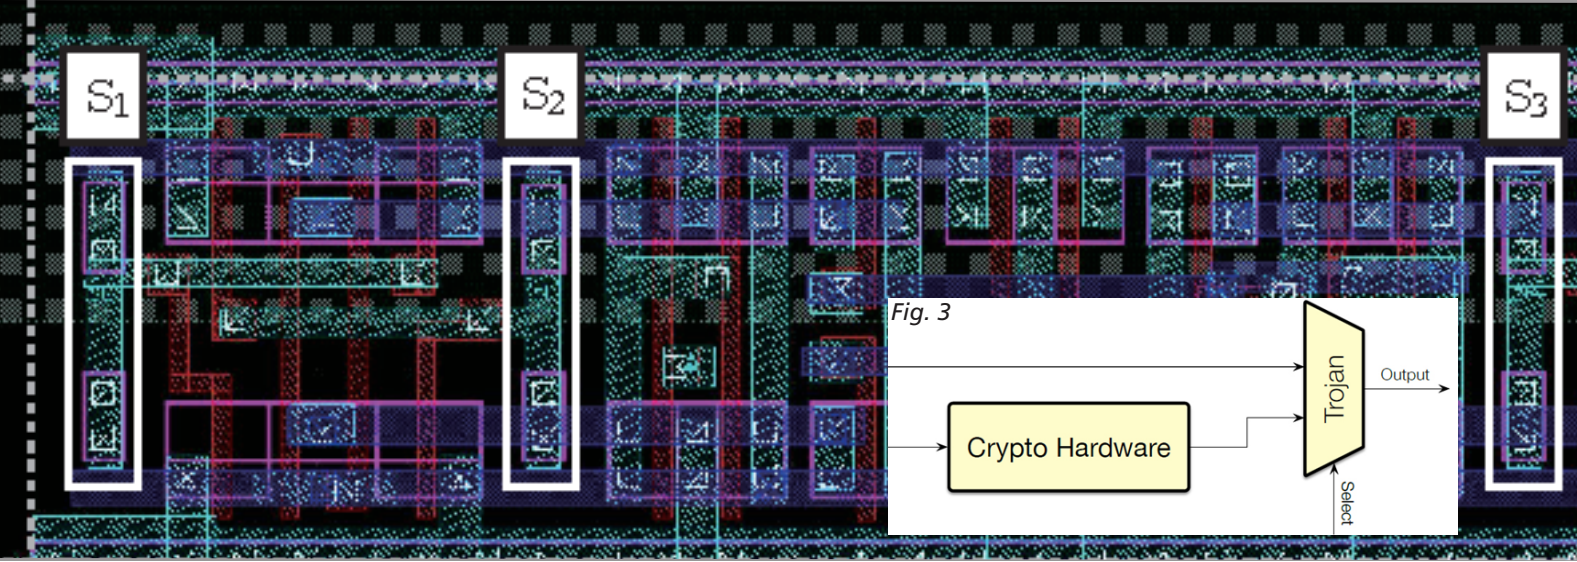 S1
S2
S3
Fig. 3
Trojan
Output
Crypto Hardware
Select